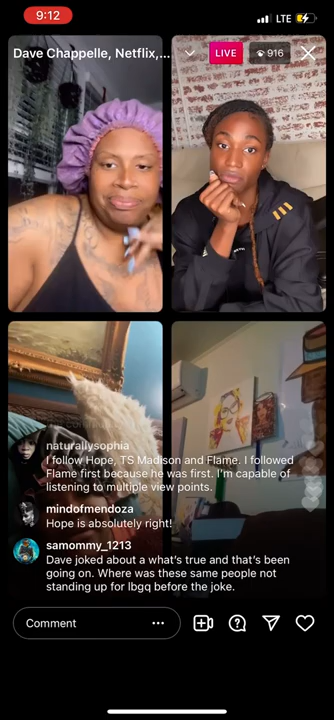 9:12
LTE
Dave Chappelle, Netflix,...
LIVE
916
naturallysophia
I follow Hope, TS Madison and Flame. I followed
Flame first because he was first. I'm capable of
listening to multiple view points.
mindofmendoza
Hope is absolutely right!
samommy_1213
Dave joked about a what's true and that's been
going on. Where was these same people not
standing up for lbgq before the joke.
Comment